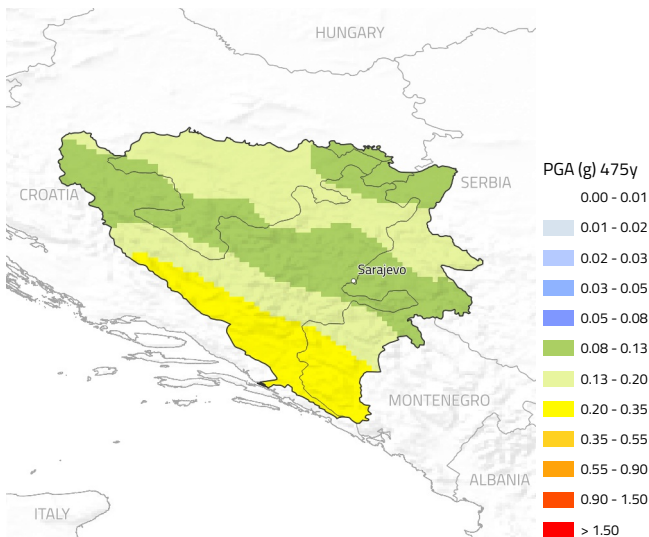 HUNGARY
CROATIA
SERBIA
Sarajevo
MONTENEGRO
ALBANIA
ITALY
PGA (g) 475y
0.00 - 0.01
0.01 - 0.02
0.02 - 0.03
0.03 - 0.05
0.05 - 0.08
0.08 - 0.13
0.13 - 0.20
0.20 - 0.35
0.35 - 0.55
0.55 - 0.90
0.90 - 1.50
> 1.50